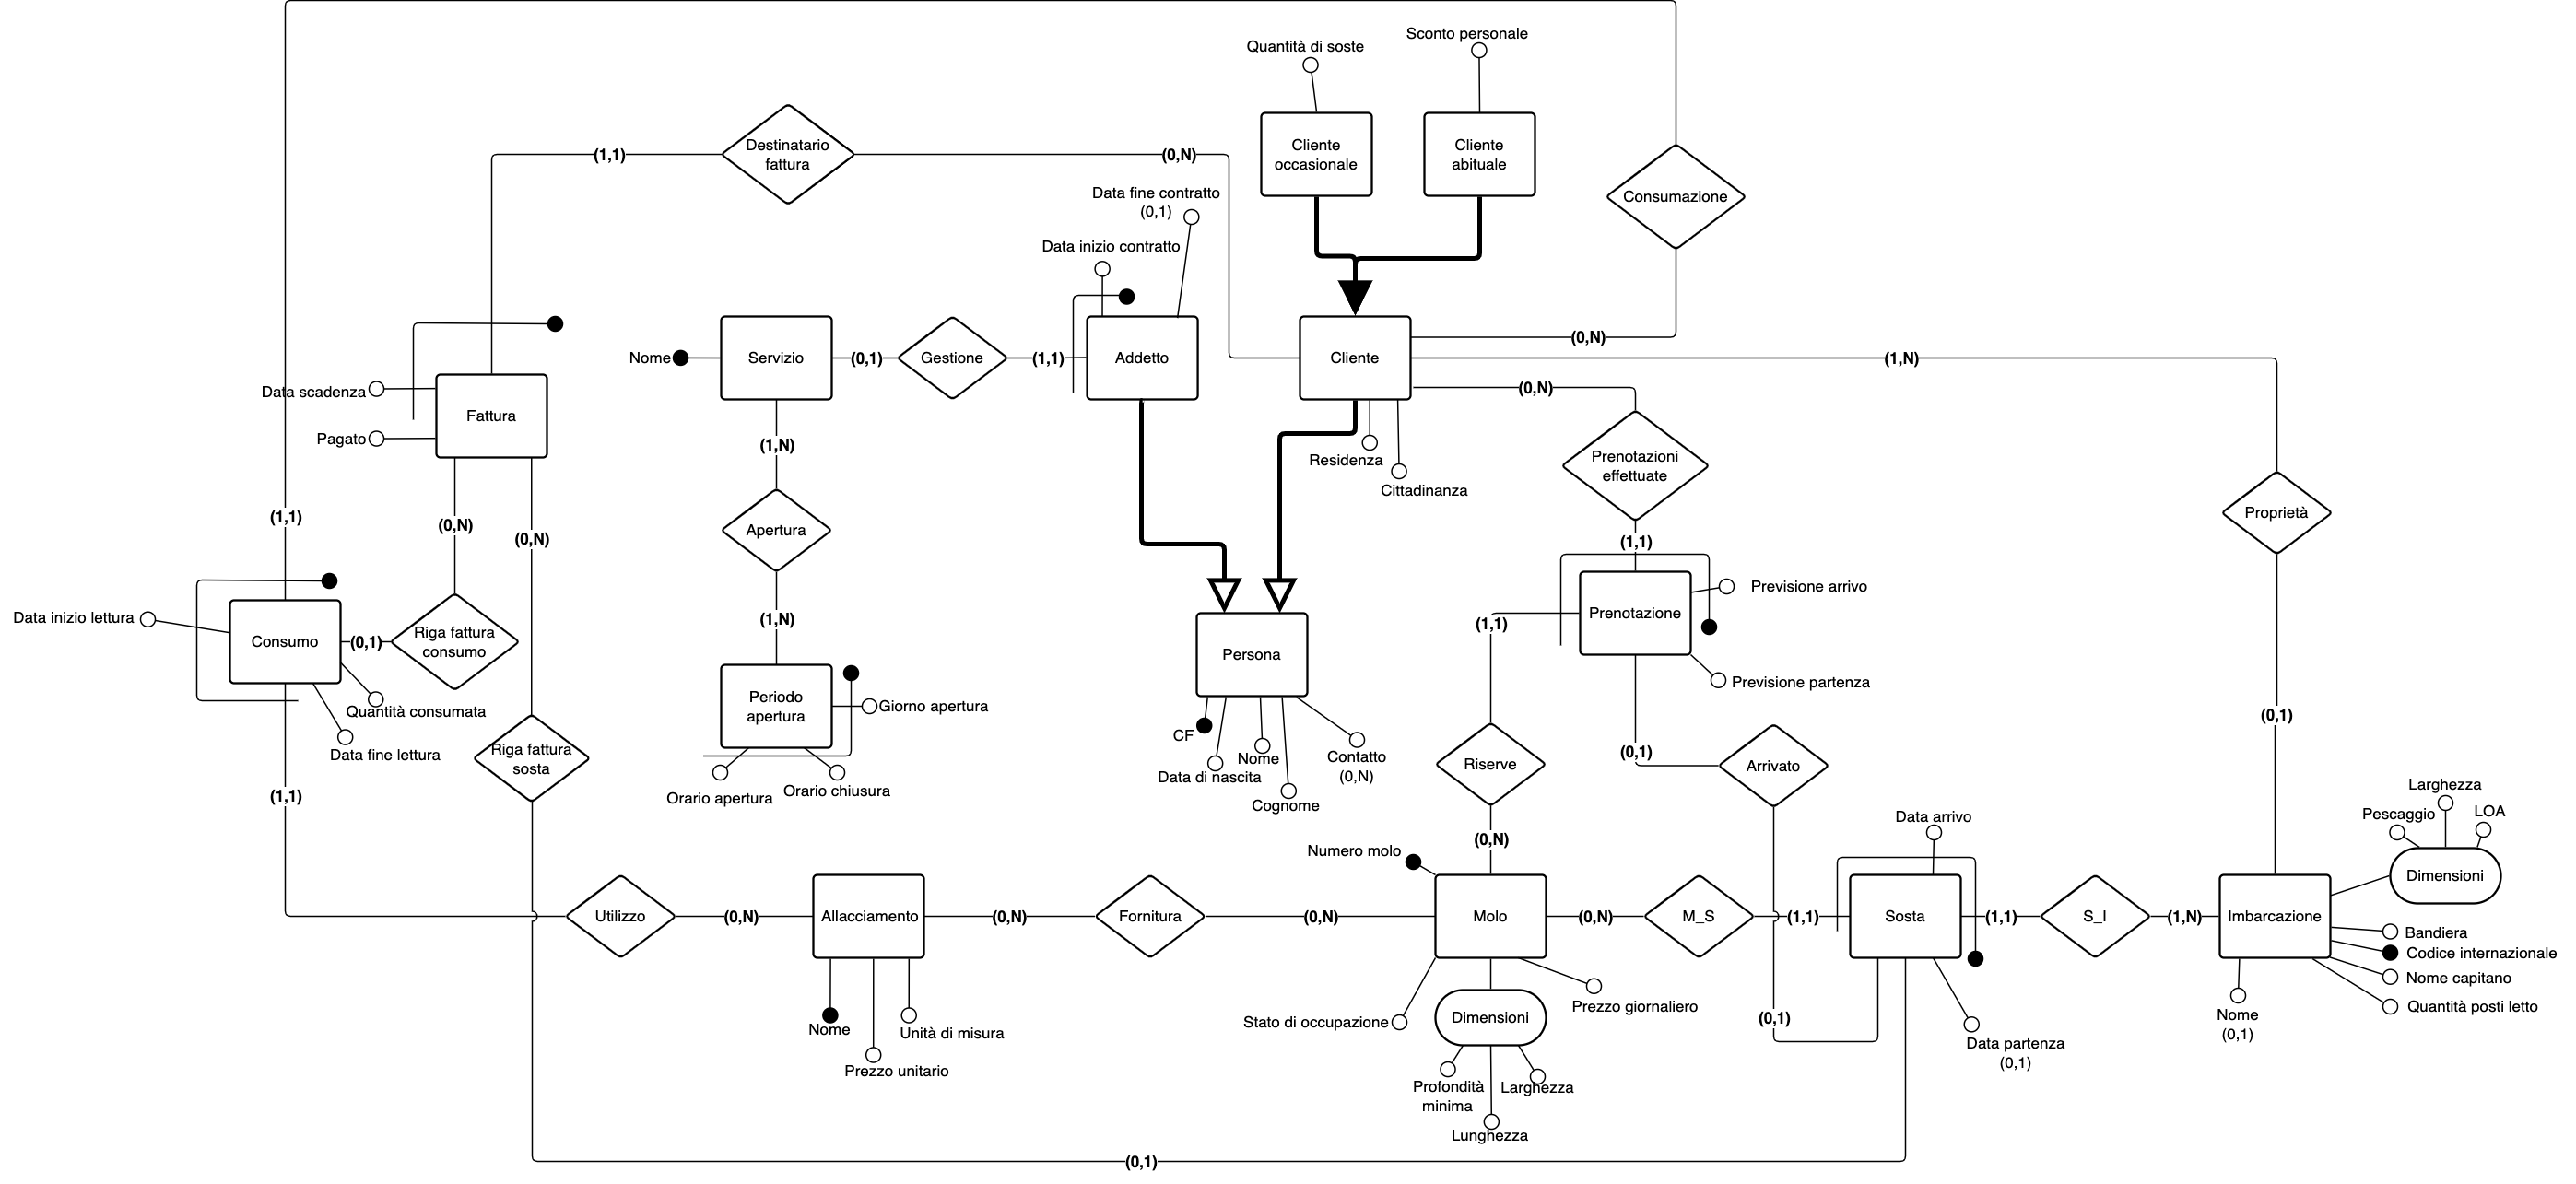 Sconto personale
Quantità di soste
Cliente
occasionale
Cliente
abituale
Destinatario
fattura
(1,1)
(0,N)
Consumazione
Data fine contratto
(0,1)
Data inizio contratto
(0,N)
Nome
Servizio
(0,1)
Gestione
(1,1)
Addetto
Cliente
(1,N)
(0,N)
Data scadenza
Fattura
Pagato
(1,N)
Residenza
Cittadinanza
Prenotazioni
effettuate
(1,1)
(0,N)
(0,N)
Apertura
Proprietà
(1,1)
Previsione arrivo
Data inizio lettura
Consumo
(0,1)
Riga fattura
consumo
(1,N)
Persona
(1,1)
Prenotazione
Previsione partenza
Quantità consumata
Data fine lettura
Periodo
apertura
Giorno apertura
Orario apertura
Orario chiusura
CF
Data di nascita
Nome
Cognome
Contatto
(0,N)
(0,1)
(0,1)
Riga fattura
sosta
Riserve
Arrivato
(1,1)
Larghezza
Pescaggio
LOA
Dimensioni
Data arrivo
(0,N)
Numero molo
Utilizzo
(0,N)
Allacciamento
(0,N)
Fornitura
(0,N)
Molo
(0,N)
M_S
(1,1)
Sosta
(1,1)
S_I
(1,N)
Imbarcazione
Bandiera
Codice internazionale
Nome capitano
Quantità posti letto
Nome
(0,1)
Nome
Unità di misura
Prezzo unitario
Stato di occupazione
Dimensioni
Prezzo giornaliero
(0,1)
Data partenza
(0,1)
Profondità
minima
Larghezza
Lunghezza
(0,1)